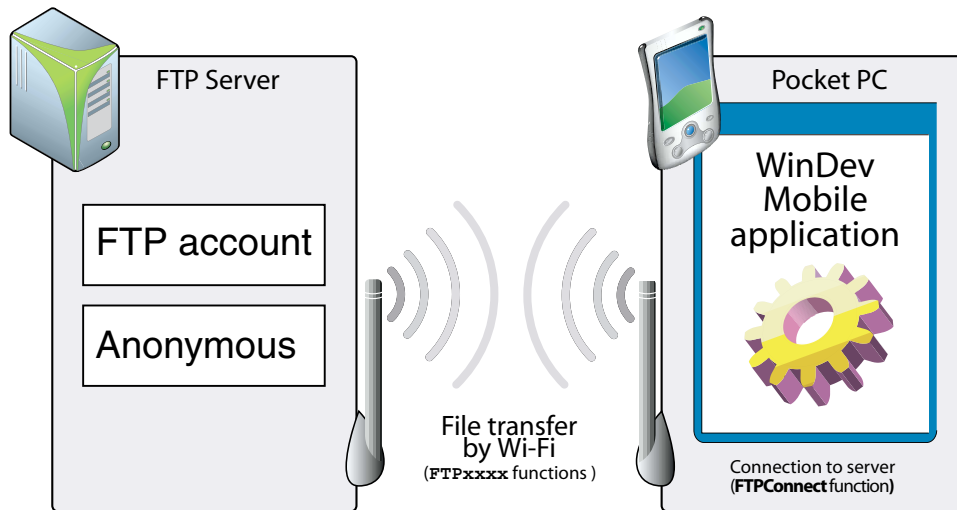 FTP Server
FTP account
Anonymous
File transfer
by Wi-Fi
(FTPxxxx functions )
Pocket PC
WinDev
Mobile
application
Connection to server
(FTPConnect function)